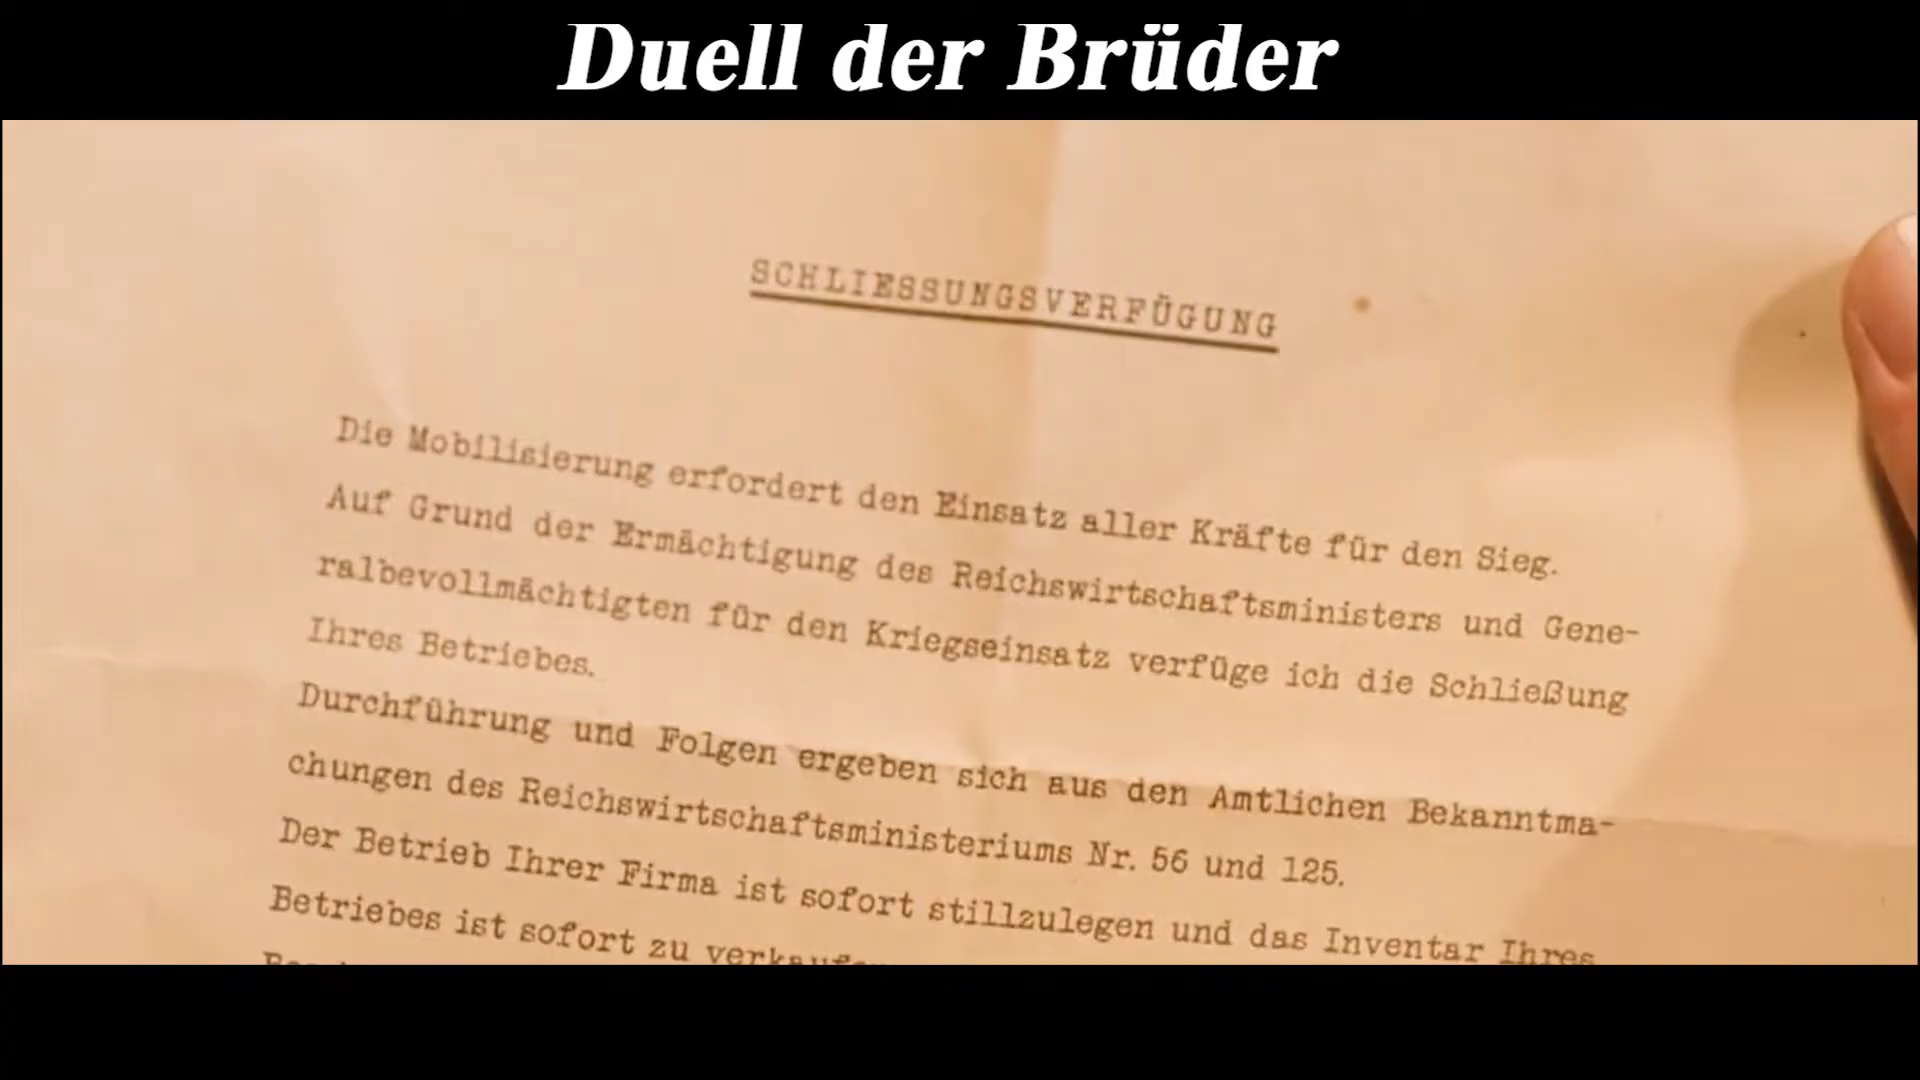 Duell der Brüder
SCHLIESSUNGSVERFÜGUNG
Die Mobilisierung erfordert den Einsatz aller Kräfte für den Sieg.
Auf Grund der Ermächtigung des Reichswirtschaftsministers und Gene-
ralbevollmächtigten für den Kriegseinsatz verfüge ich die Schließung
Ihres Betriebes.
Durchführung und Folgen ergeben sich aus den Amtlichen Bekanntma-
chungen des Reichswirtschaftsministeriums Nr. 56 und 125.
Der Betrieb Ihrer Firma ist sofort stillzulegen und das Inventar Ihres
Betriebes ist sofort zu